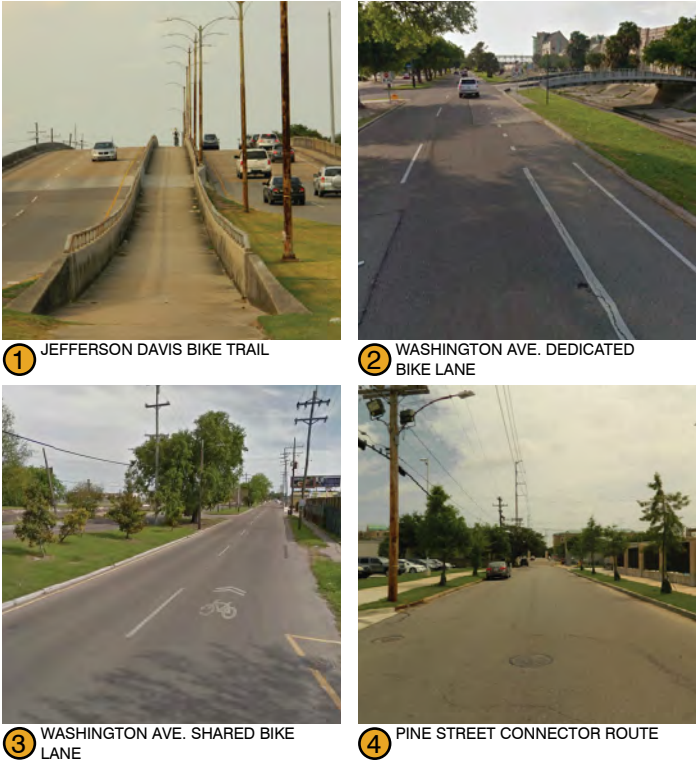 1 JEFFERSON DAVIS BIKE TRAIL
2 WASHINGTON AVE. DEDICATED
BIKE LANE
3 WASHINGTON AVE. SHARED BIKE
LANE
4 PINE STREET CONNECTOR ROUTE